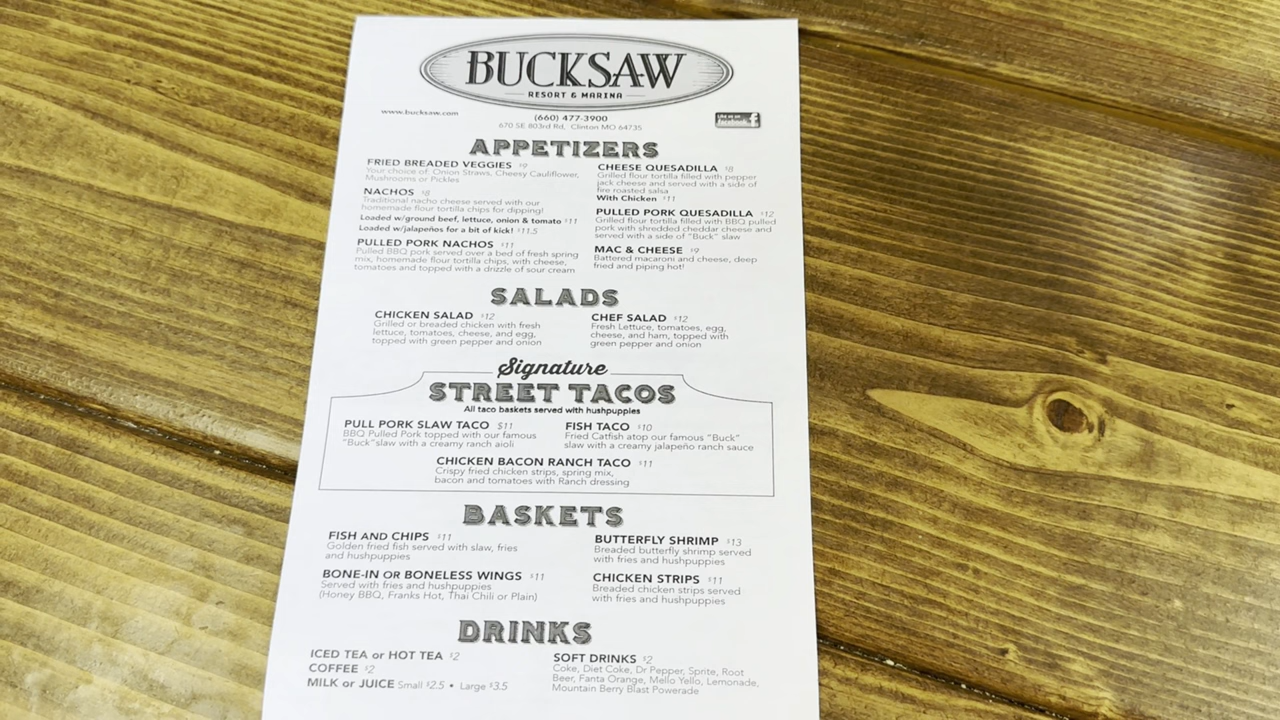 BUCKSAW
RESORT & MARINA
www.bucksaw.com
(660) 477-3900
670 SE 803rd Rd, Clinton MO 64735
Like us on
facebook f
APPETIZERS
FRIED BREADED VEGGIES $9
Your choice of: Onion Straws, Cheesy Cauliflower,
Mushrooms or Pickles
NACHOS $8
Traditional nacho cheese served with our
homemade flour tortilla chips for dipping!
Loaded w/ground beef, lettuce, onion & tomato $11
Loaded w/jalapeños for a bit of kick! $11.5
PULLED PORK NACHOS $11
Pulled BBQ pork served over a bed of fresh spring
mix, homemade flour tortilla chips, with cheese,
tomatoes and topped with a drizzle of sour cream
CHEESE QUESADILLA $8
Grilled flour tortilla filled with pepper
jack cheese and served with a side of
fire roasted salsa
With Chicken $11
PULLED PORK QUESADILLA $12
Grilled flour tortilla filled with BBQ pulled
pork with shredded cheddar cheese and
served with a side of "Buck" slaw
MAC & CHEESE $9
Battered macaroni and cheese, deep
fried and piping hot!
SALADS
CHICKEN SALAD $12
Grilled or breaded chicken with fresh
lettuce, tomatoes, cheese, and egg,
topped with green pepper and onion
CHEF SALAD $12
Fresh Lettuce, tomatoes, egg,
cheese, and ham, topped with
green pepper and onion
Signature
STREET TACOS
All taco baskets served with hushpuppies
PULL PORK SLAW TACO $11
BBQ Pulled Pork topped with our famous
"Buck"slaw with a creamy ranch aioli
FISH TACO $10
Fried Catfish atop our famous "Buck"
slaw with a creamy jalapeño ranch sauce
CHICKEN BACON RANCH TACO $11
Crispy fried chicken strips, spring mix,
bacon and tomatoes with Ranch dressing
BASKETS
FISH AND CHIPS $11
Golden fried fish served with slaw, fries
and hushpuppies
BONE-IN OR BONELESS WINGS $11
Served with fries and hushpuppies
(Honey BBQ, Franks Hot, Thai Chili or Plain)
BUTTERFLY SHRIMP $13
Breaded butterfly shrimp served
with fries and hushpuppies
CHICKEN STRIPS $11
Breaded chicken strips served
with fries and hushpuppies
DRINKS
ICED TEA or HOT TEA $2
COFFEE $2
MILK or JUICE Small $2.5 • Large $3.5
SOFT DRINKS $2
Coke, Diet Coke, Dr Pepper, Sprite, Root
Beer, Fanta Orange, Mello Yello, Lemonade,
Mountain Berry Blast Powerade